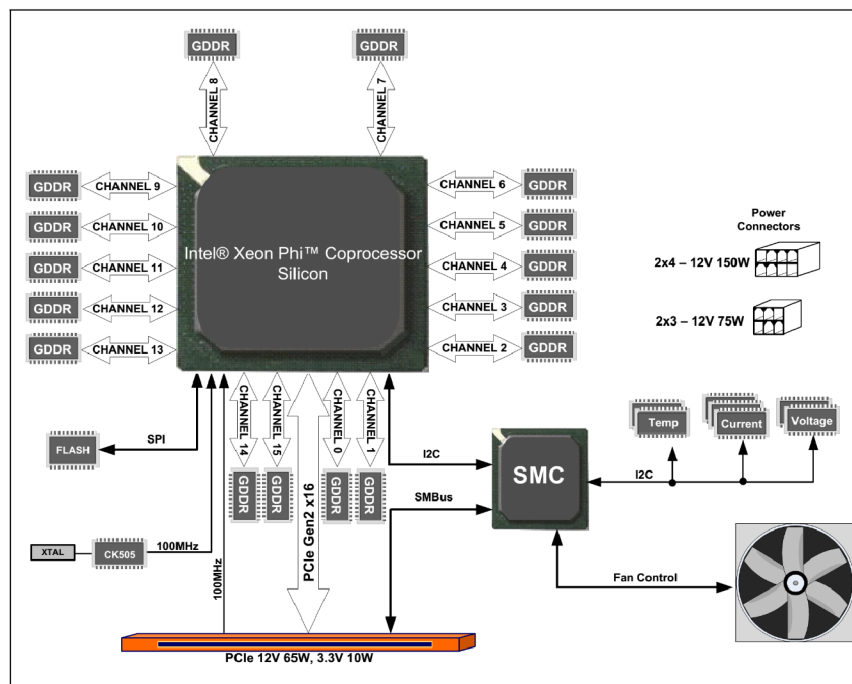 GDDR
GDDR
CHANNEL 8
CHANNEL 7
GDDR
CHANNEL 9
CHANNEL 6
GDDR
GDDR
CHANNEL 10
CHANNEL 5
GDDR
GDDR
CHANNEL 11
CHANNEL 4
GDDR
GDDR
CHANNEL 12
CHANNEL 3
GDDR
GDDR
CHANNEL 13
CHANNEL 2
GDDR
Intel® Xeon Phi™ Coprocessor
Silicon
Power
Connectors
2x4 – 12V 150W
2x3 – 12V 75W
CHANNEL 14
CHANNEL 15
CHANNEL 0
CHANNEL 1
GDDR
GDDR
GDDR
GDDR
PCIe Gen2 x16
FLASH
SPI
I2C
SMBus
SMC
I2C
Temp
Current
Voltage
XTAL
CK505
100MHz
100MHz
Fan Control
PCIe 12V 65W, 3.3V 10W